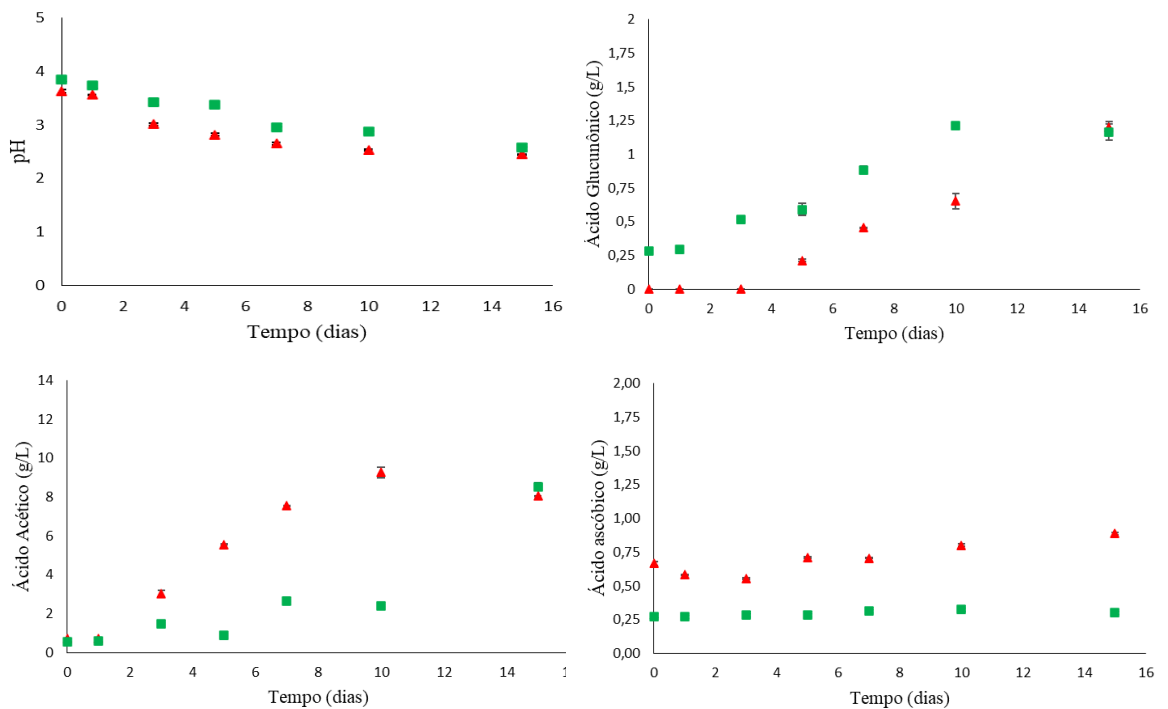 5
4
3
2
1
0
pH
0 2 4 6 8 10 12 14 16
Tempo (dias)
2
1,75
1,5
1,25
1
0,75
0,5
0,25
0
Ácido Glucunônico (g/L)
0 2 4 6 8 10 12 14 16
Tempo (dias)
14
12
10
8
6
4
2
0
Ácido Acético (g/L)
0 2 4 6 8 10 12 14 1
Tempo (dias)
2,00
1,75
1,50
1,25
1,00
0,75
0,50
0,25
0,00
Ácido ascóbico (g/L)
0 2 4 6 8 10 12 14 16
Tempo (dias)